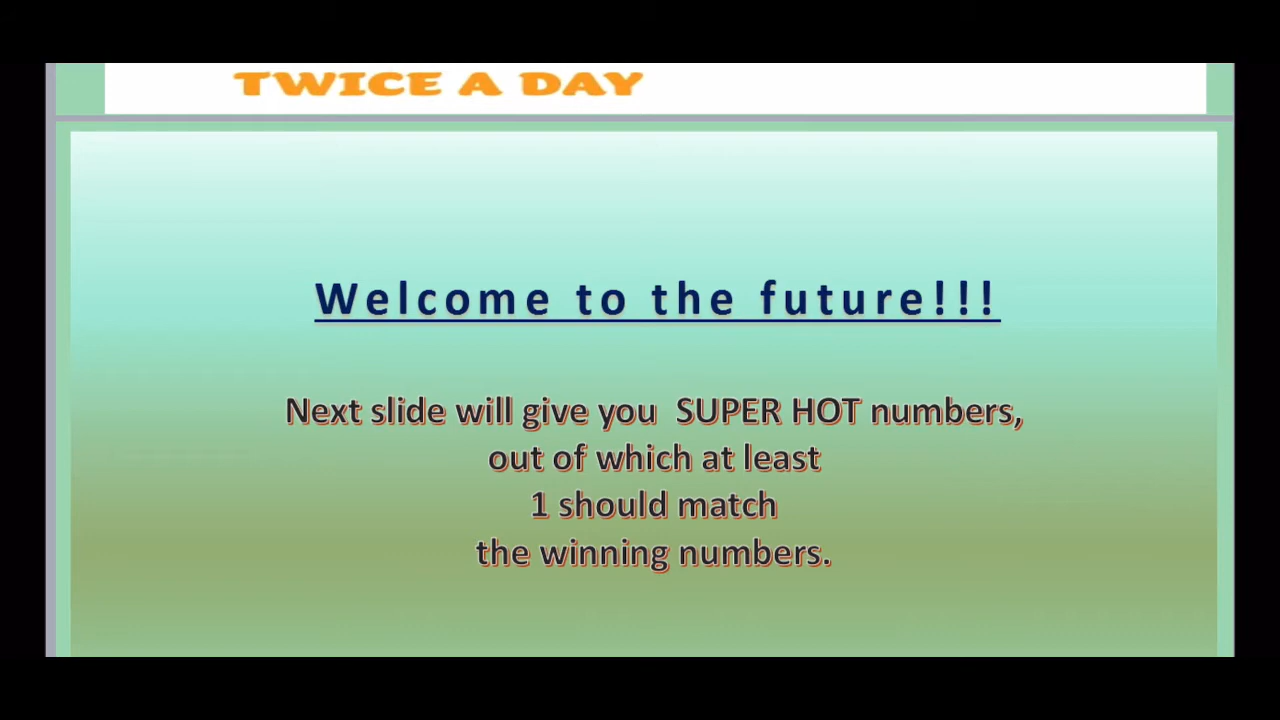 TWICE A DAY
Welcome to the future!!!
Next slide will give you  SUPER HOT numbers,
out of which at least
1 should match
the winning numbers.